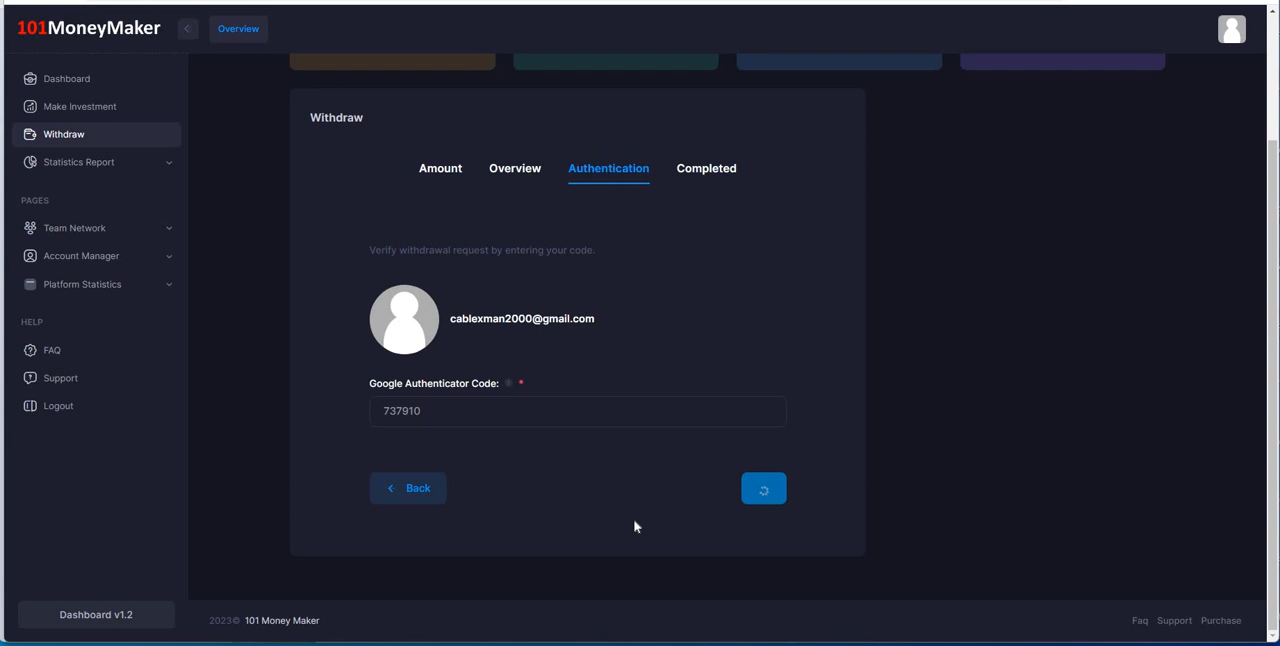 101MoneyMaker
Overview
Dashboard
Make Investment
Withdraw
Statistics Report
PAGES
Team Network
Account Manager
Platform Statistics
HELP
FAQ
Support
Logout
Dashboard v1.2
Withdraw
Amount Overview Authentication Completed
Verify withdrawal request by entering your code.
cablexman2000@gmail.com
Google Authenticator Code: *
737910
Back
2023© 101 Money Maker
Faq Support Purchase